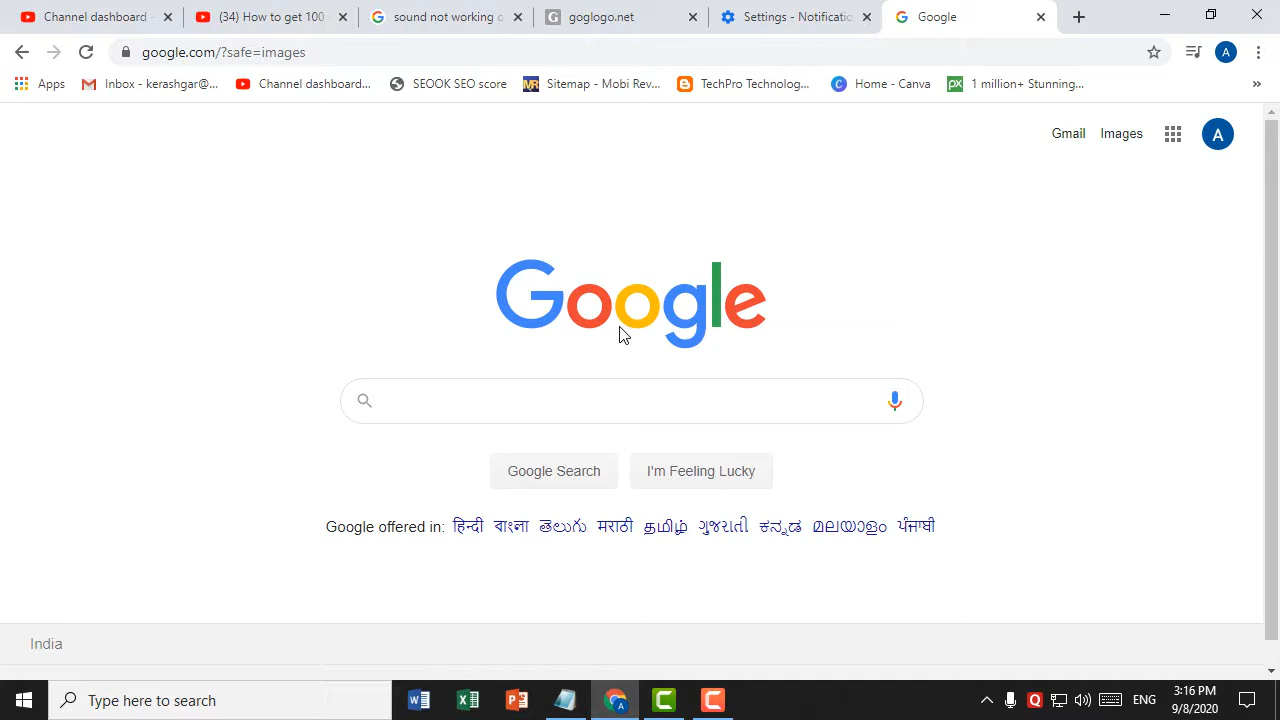 Channel dashboard - (34) How to get 100 sound not working o goglogo.net Settings - Notificatio Google
google.com/?safe=images A
Apps Inbox - kerashgar@... Channel dashboard... SEOOK SEO score MR Sitemap - Mobi Rev... TechPro Technolog... Home - Canva px 1 million+ Stunning... »
Gmail Images A
Google
Google Search I'm Feeling Lucky
Google offered in: हिन्दी বাংলা తెలుగు मराठी தமிழ் ગુજરાતી ಕನ್ನಡ മലയാളം ਪੰਜਾਬੀ
India
Type here to search ENG 3:16 PM
9/8/2020